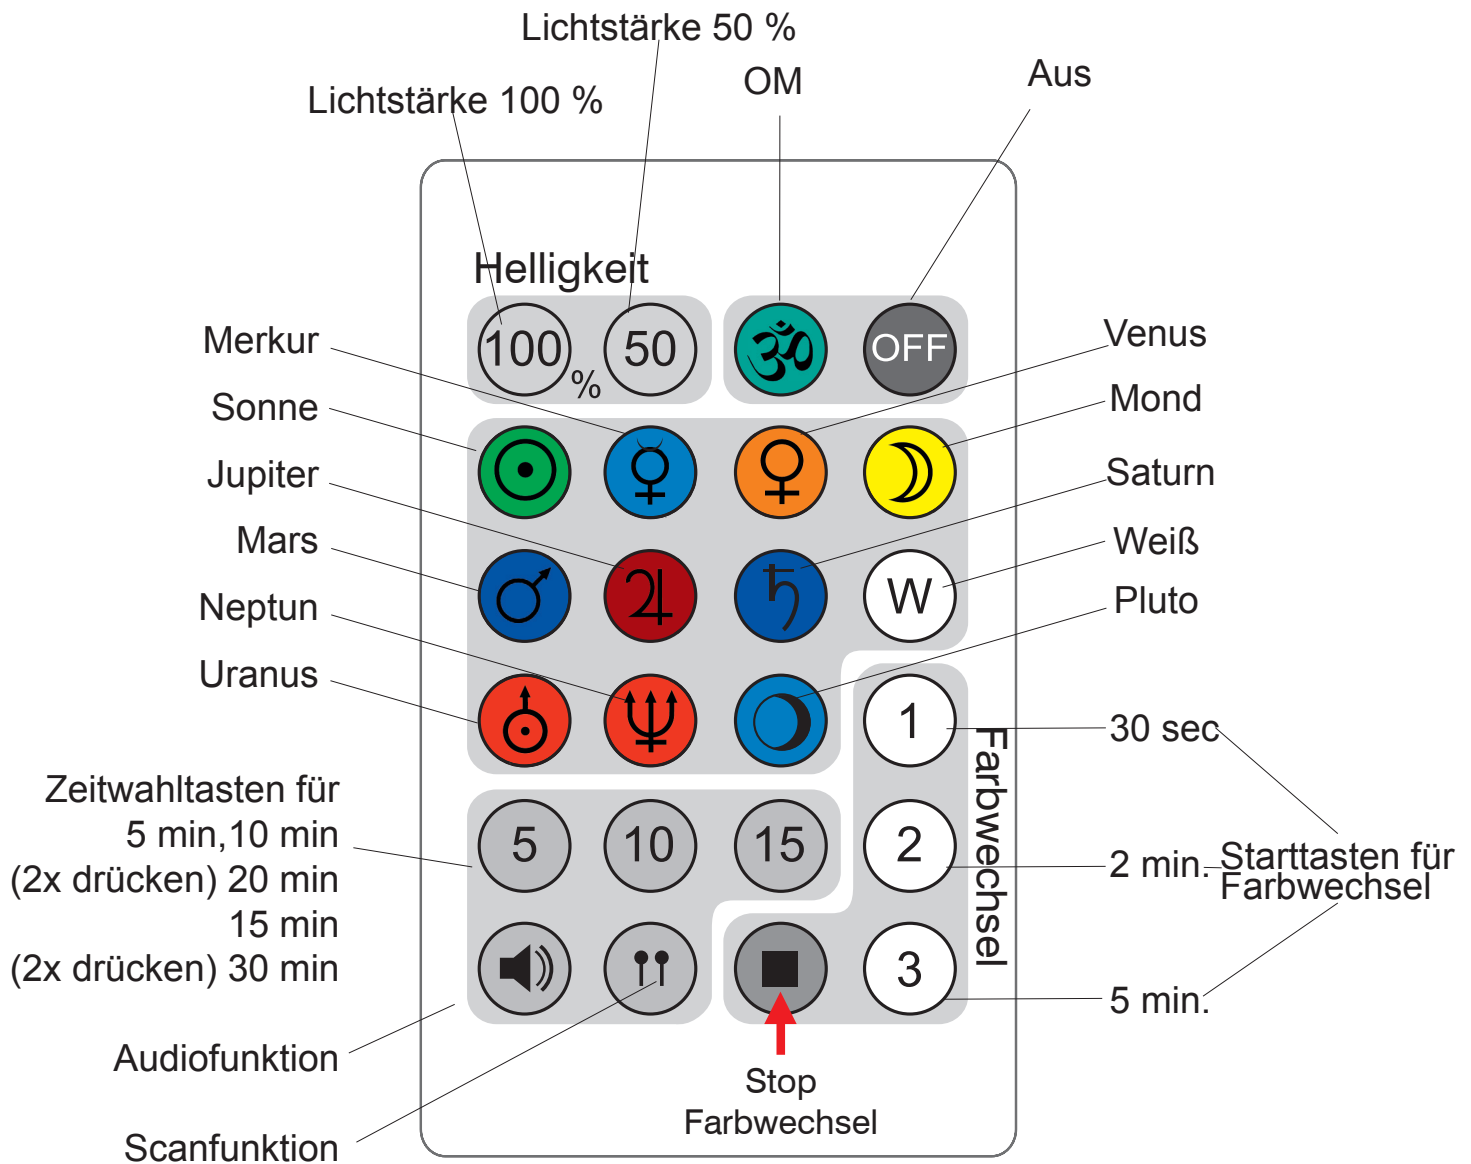 Lichtstärke 50 %
OM
Aus
Lichtstärke 100 %
Helligkeit
100
%
50
OFF
Merkur
Sonne
Jupiter
Mars
Neptun
Uranus
Venus
Mond
Saturn
Weiß
Pluto
W
1
2
3
Farbwechsel
30 sec
2 min.
5 min.
Starttasten für
Farbwechsel
Zeitwahltasten für
5 min,10 min
(2x drücken) 20 min
15 min
(2x drücken) 30 min
5
10
15
Audiofunktion
Scanfunktion
Stop
Farbwechsel